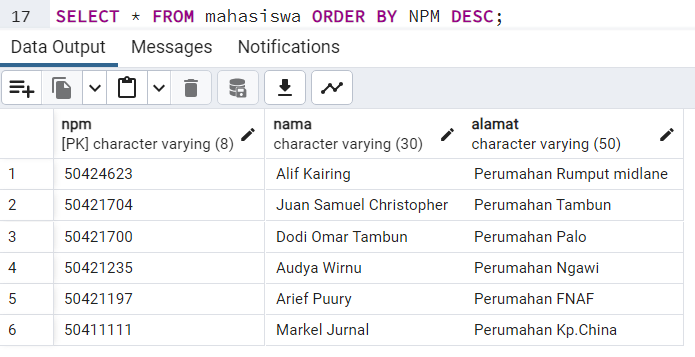 17 SELECT * FROM mahasiswa ORDER BY NPM DESC;
Data Output Messages Notifications
npm nama alamat
[PK] character varying (8) character varying (30) character varying (50)
1 50424623 Alif Kairing Perumahan Rumput midlane
2 50421704 Juan Samuel Christopher Perumahan Tambun
3 50421700 Dodi Omar Tambun Perumahan Palo
4 50421235 Audya Wirnu Perumahan Ngawi
5 50421197 Arief Puury Perumahan FNAF
6 50411111 Markel Jurnal Perumahan Kp.China